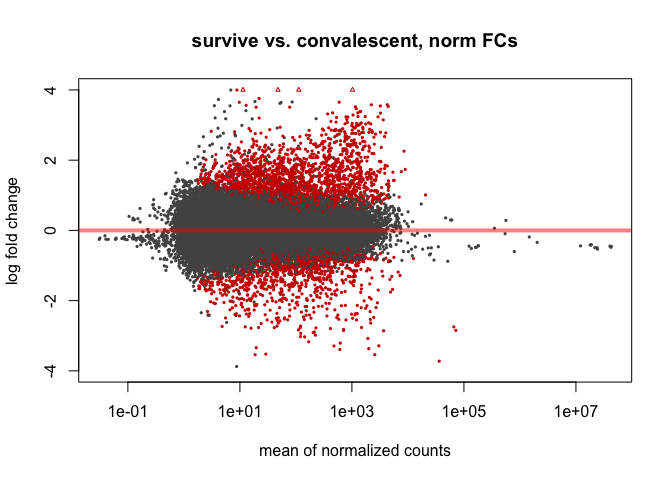 survive vs. convalescent, norm FCs
log fold change
4
2
0
-2
-4
1e-01
1e+01
1e+03
1e+05
1e+07
mean of normalized counts